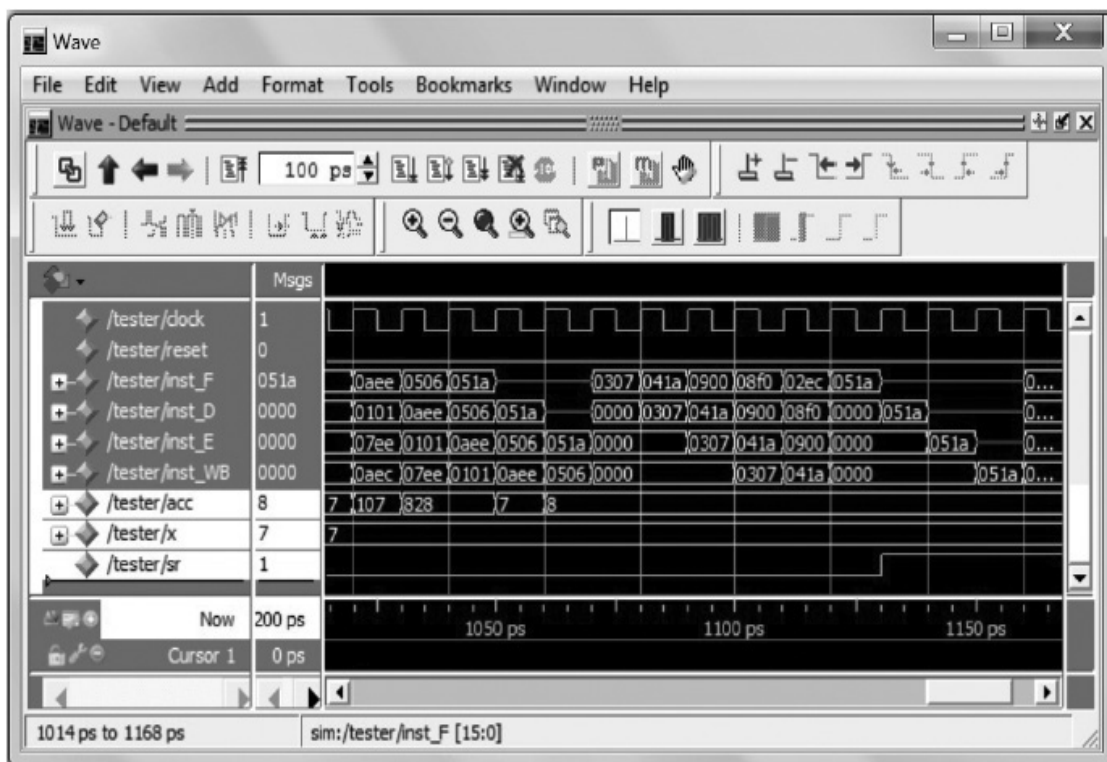 Wave
File Edit View Add Format Tools Bookmarks Window Help
Wave - Default
100 ps
Msgs
/tester/clock 1
/tester/reset 0
/tester/inst_F 051a 0aee 0506 051a 0307 041a 0900 08f0 02ec 051a 0...
/tester/inst_D 0000 0101 0aee 0506 051a 0000 0307 041a 0900 08f0 0000 051a 0...
/tester/inst_E 0000 07ee 0101 0aee 0506 051a 0000 0307 041a 0900 0000 051a 0...
/tester/inst_WB 0000 0aec 07ee 0101 0aee 0506 0000 0307 041a 0000 051a 0...
/tester/acc 8 7 107 828 7 8
/tester/x 7 7
/tester/sr 1
Now 200 ps
1050 ps 1100 ps 1150 ps
Cursor 1 0 ps
1014 ps to 1168 ps sim:/tester/inst_F [15:0]